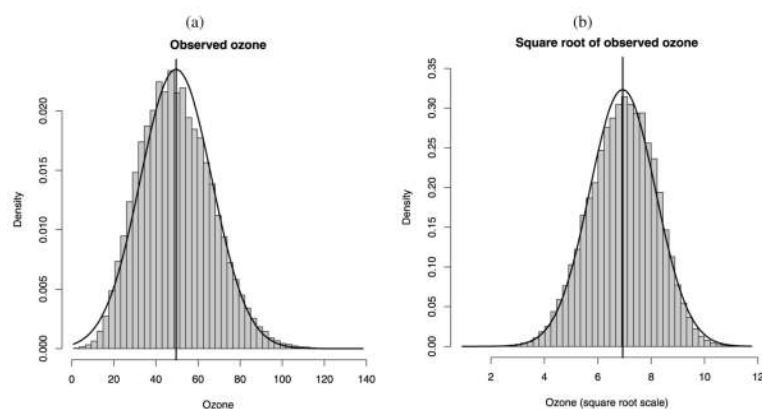 (a)
Observed ozone
Density
0.000
0.005
0.010
0.015
0.020
0 20 40 60 80 100 120 140
Ozone
(b)
Square root of observed ozone
Density
0.00
0.05
0.10
0.15
0.20
0.25
0.30
0.35
2 4 6 8 10 12
Ozone (square root scale)